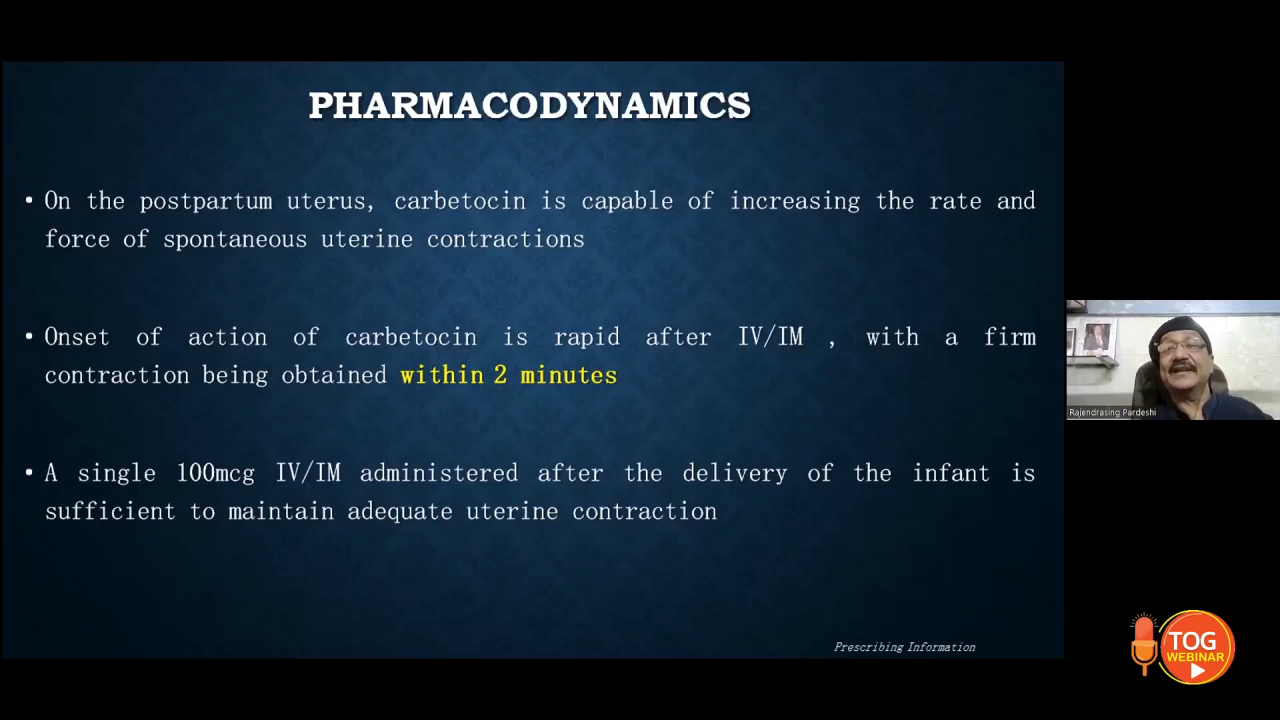 PHARMACODYNAMICS
• On the postpartum uterus, carbetocin is capable of increasing the rate and
force of spontaneous uterine contractions
• Onset of action of carbetocin is rapid after IV/IM , with a firm
contraction being obtained within 2 minutes
• A single 100mcg IV/IM administered after the delivery of the infant is
sufficient to maintain adequate uterine contraction
Prescribing Information
Rajendrasing Pardeshi
TOG
WEBINAR